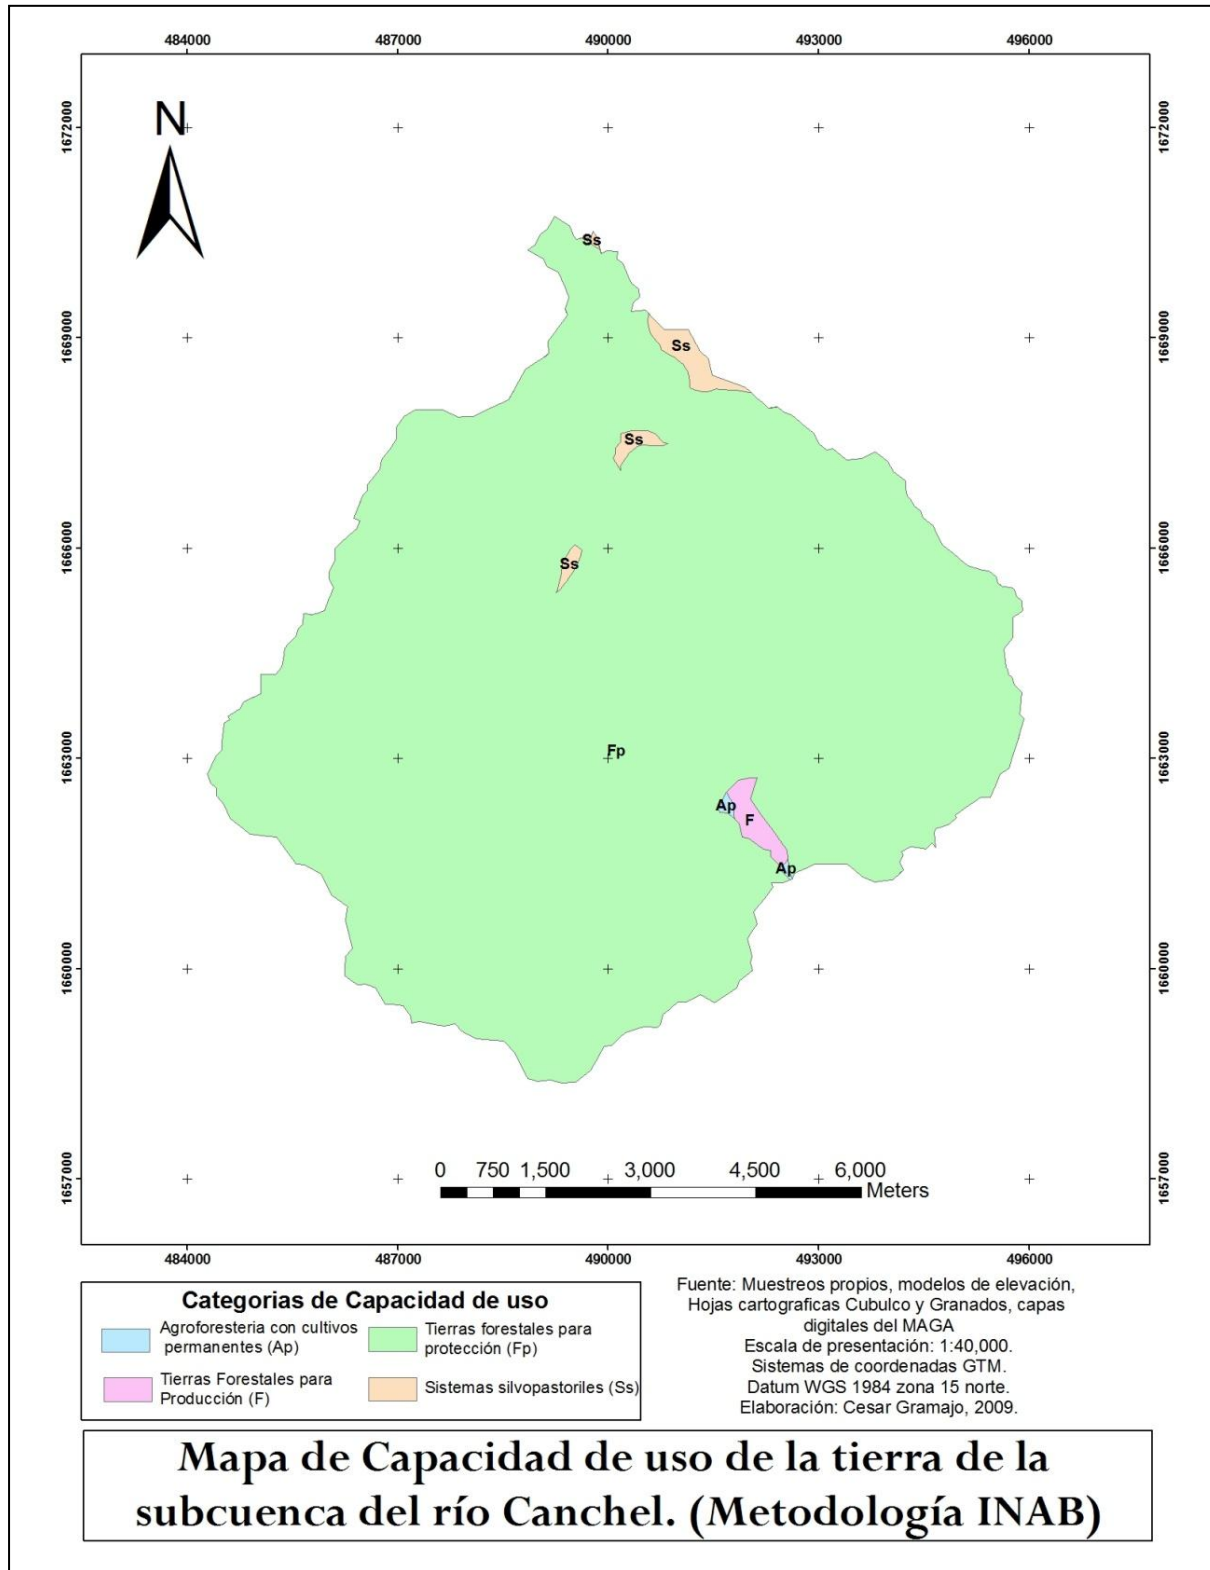 484000 487000 490000 493000 496000
N
1672000 1672000
Ss
1669000 1669000
Ss
Ss
1666000 1666000
Ss
Fp
1663000 1663000
Ap
F
Ap
1660000 1660000
0 750 1,500 3,000 4,500 6,000
Meters
1657000 1657000
484000 487000 490000 493000 496000
Categorias de Capacidad de uso
Agroforesteria con cultivos
permanentes (Ap)
Tierras forestales para
protección (Fp)
Tierras Forestales para
Producción (F)
Sistemas silvopastoriles (Ss)
Fuente: Muestreos propios, modelos de elevación,
Hojas cartograficas Cubulco y Granados, capas
digitales del MAGA
Escala de presentación: 1:40,000.
Sistemas de coordenadas GTM.
Datum WGS 1984 zona 15 norte.
Elaboración: Cesar Gramajo, 2009.
Mapa de Capacidad de uso de la tierra de la
subcuenca del río Canchel. (Metodología INAB)